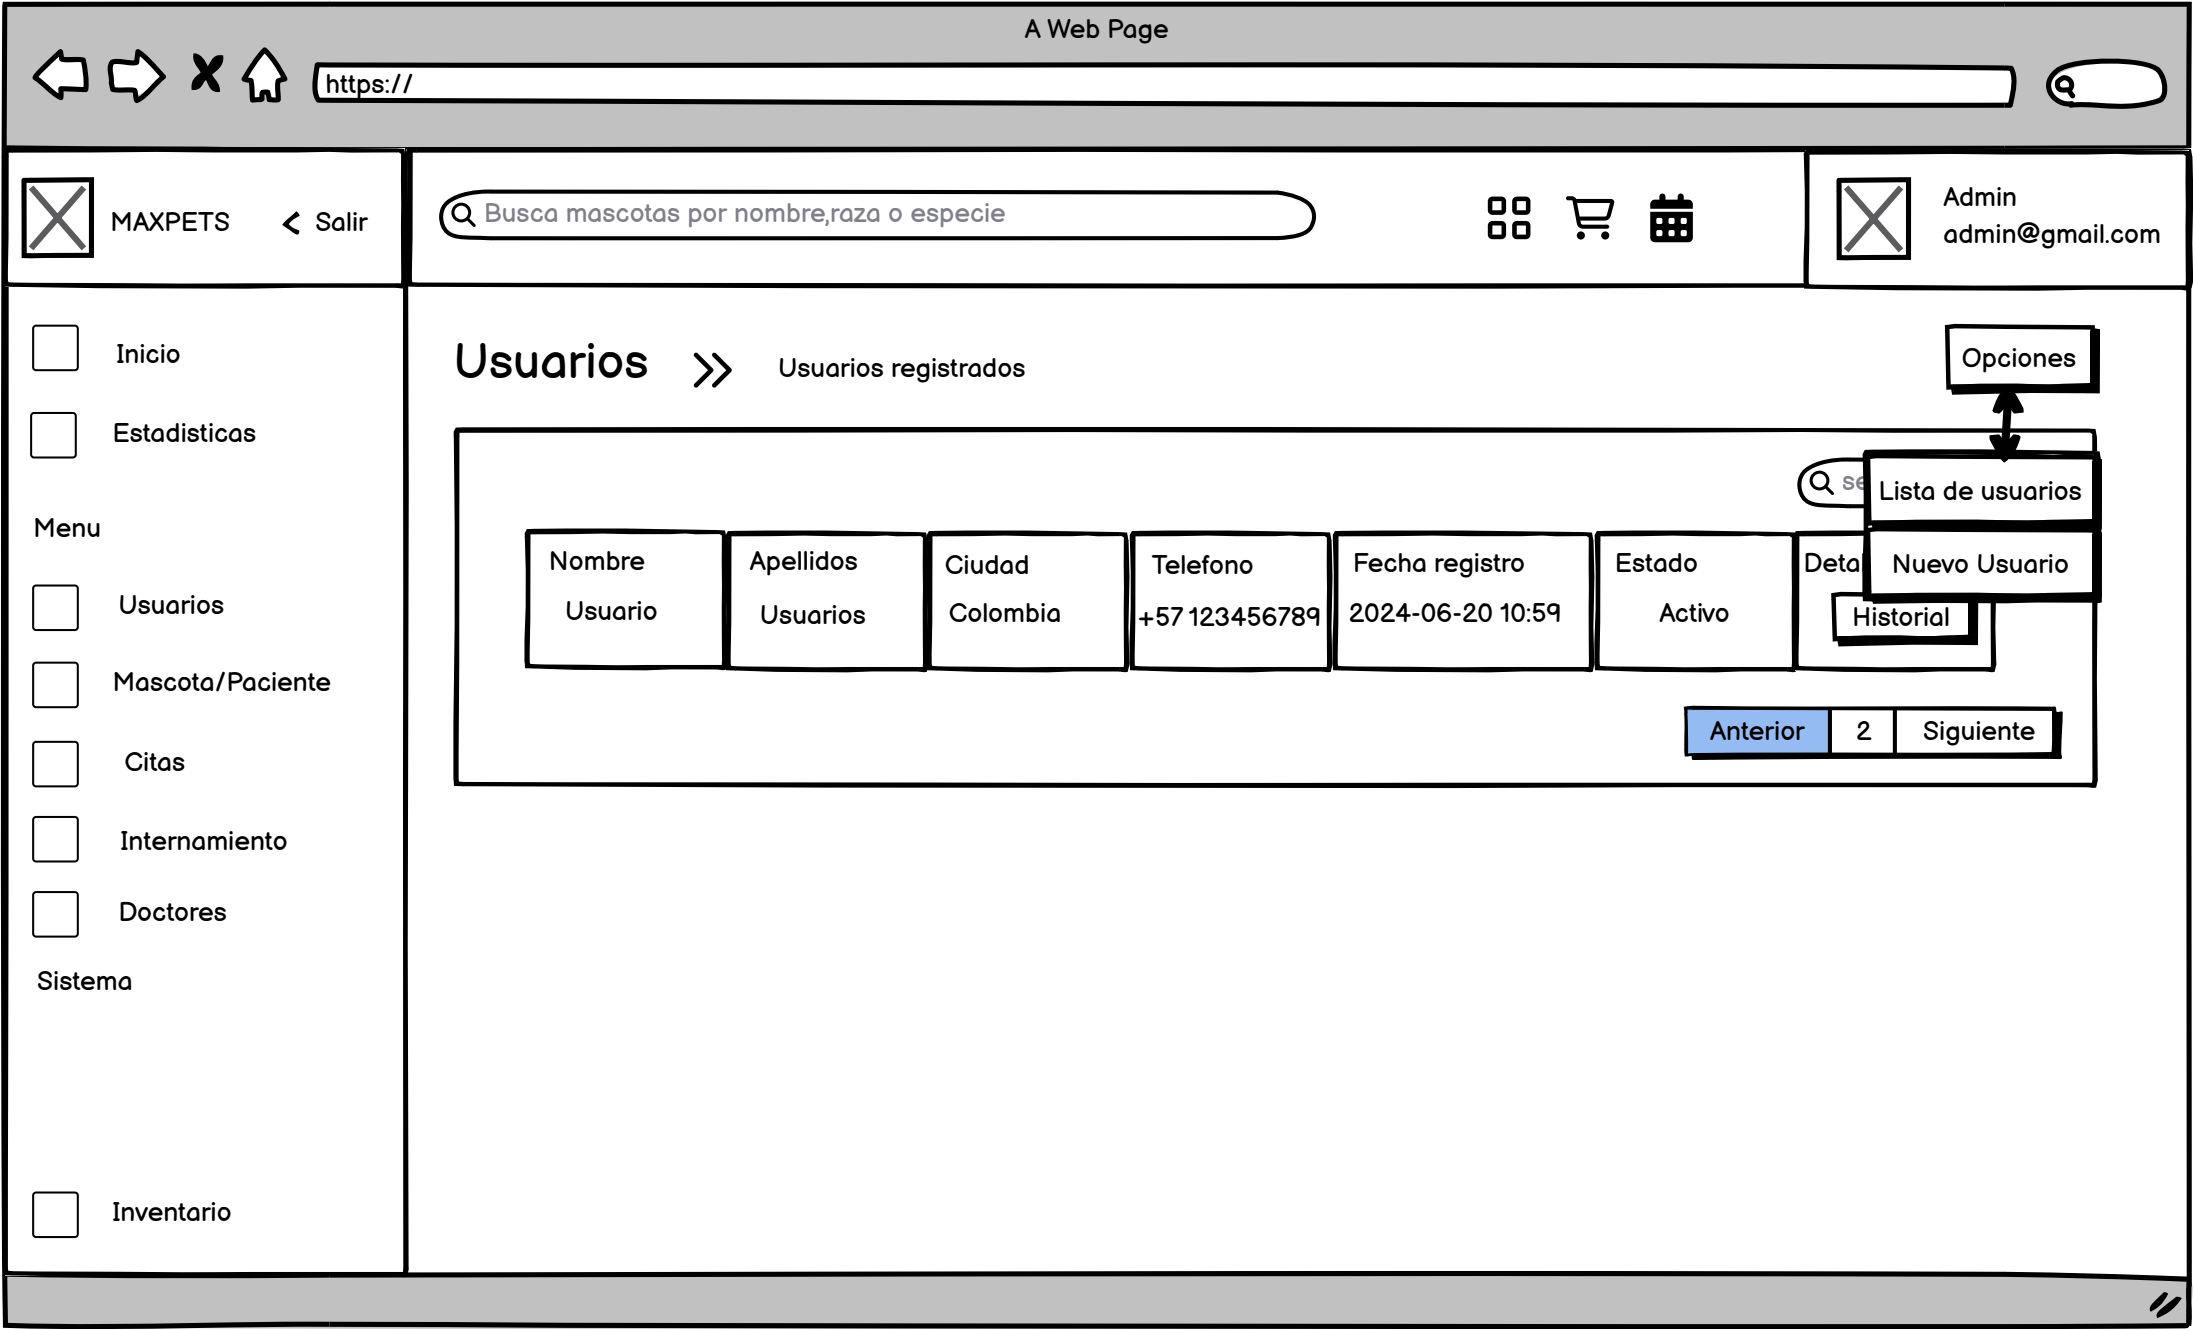 A Web Page
https://
MAXPETS
Salir
Busca mascotas por nombre,raza o especie
Admin
admin@gmail.com
Inicio
Estadisticas
Menu
Usuarios
Mascota/Paciente
Citas
Internamiento
Doctores
Sistema
Inventario
Usuarios
Usuarios registrados
Opciones
Lista de usuarios
Nuevo Usuario
Nombre Apellidos Ciudad Telefono Fecha registro Estado
Usuario Usuarios Colombia +57 123456789 2024-06-20 10:59 Activo Historial
Anterior 2 Siguiente